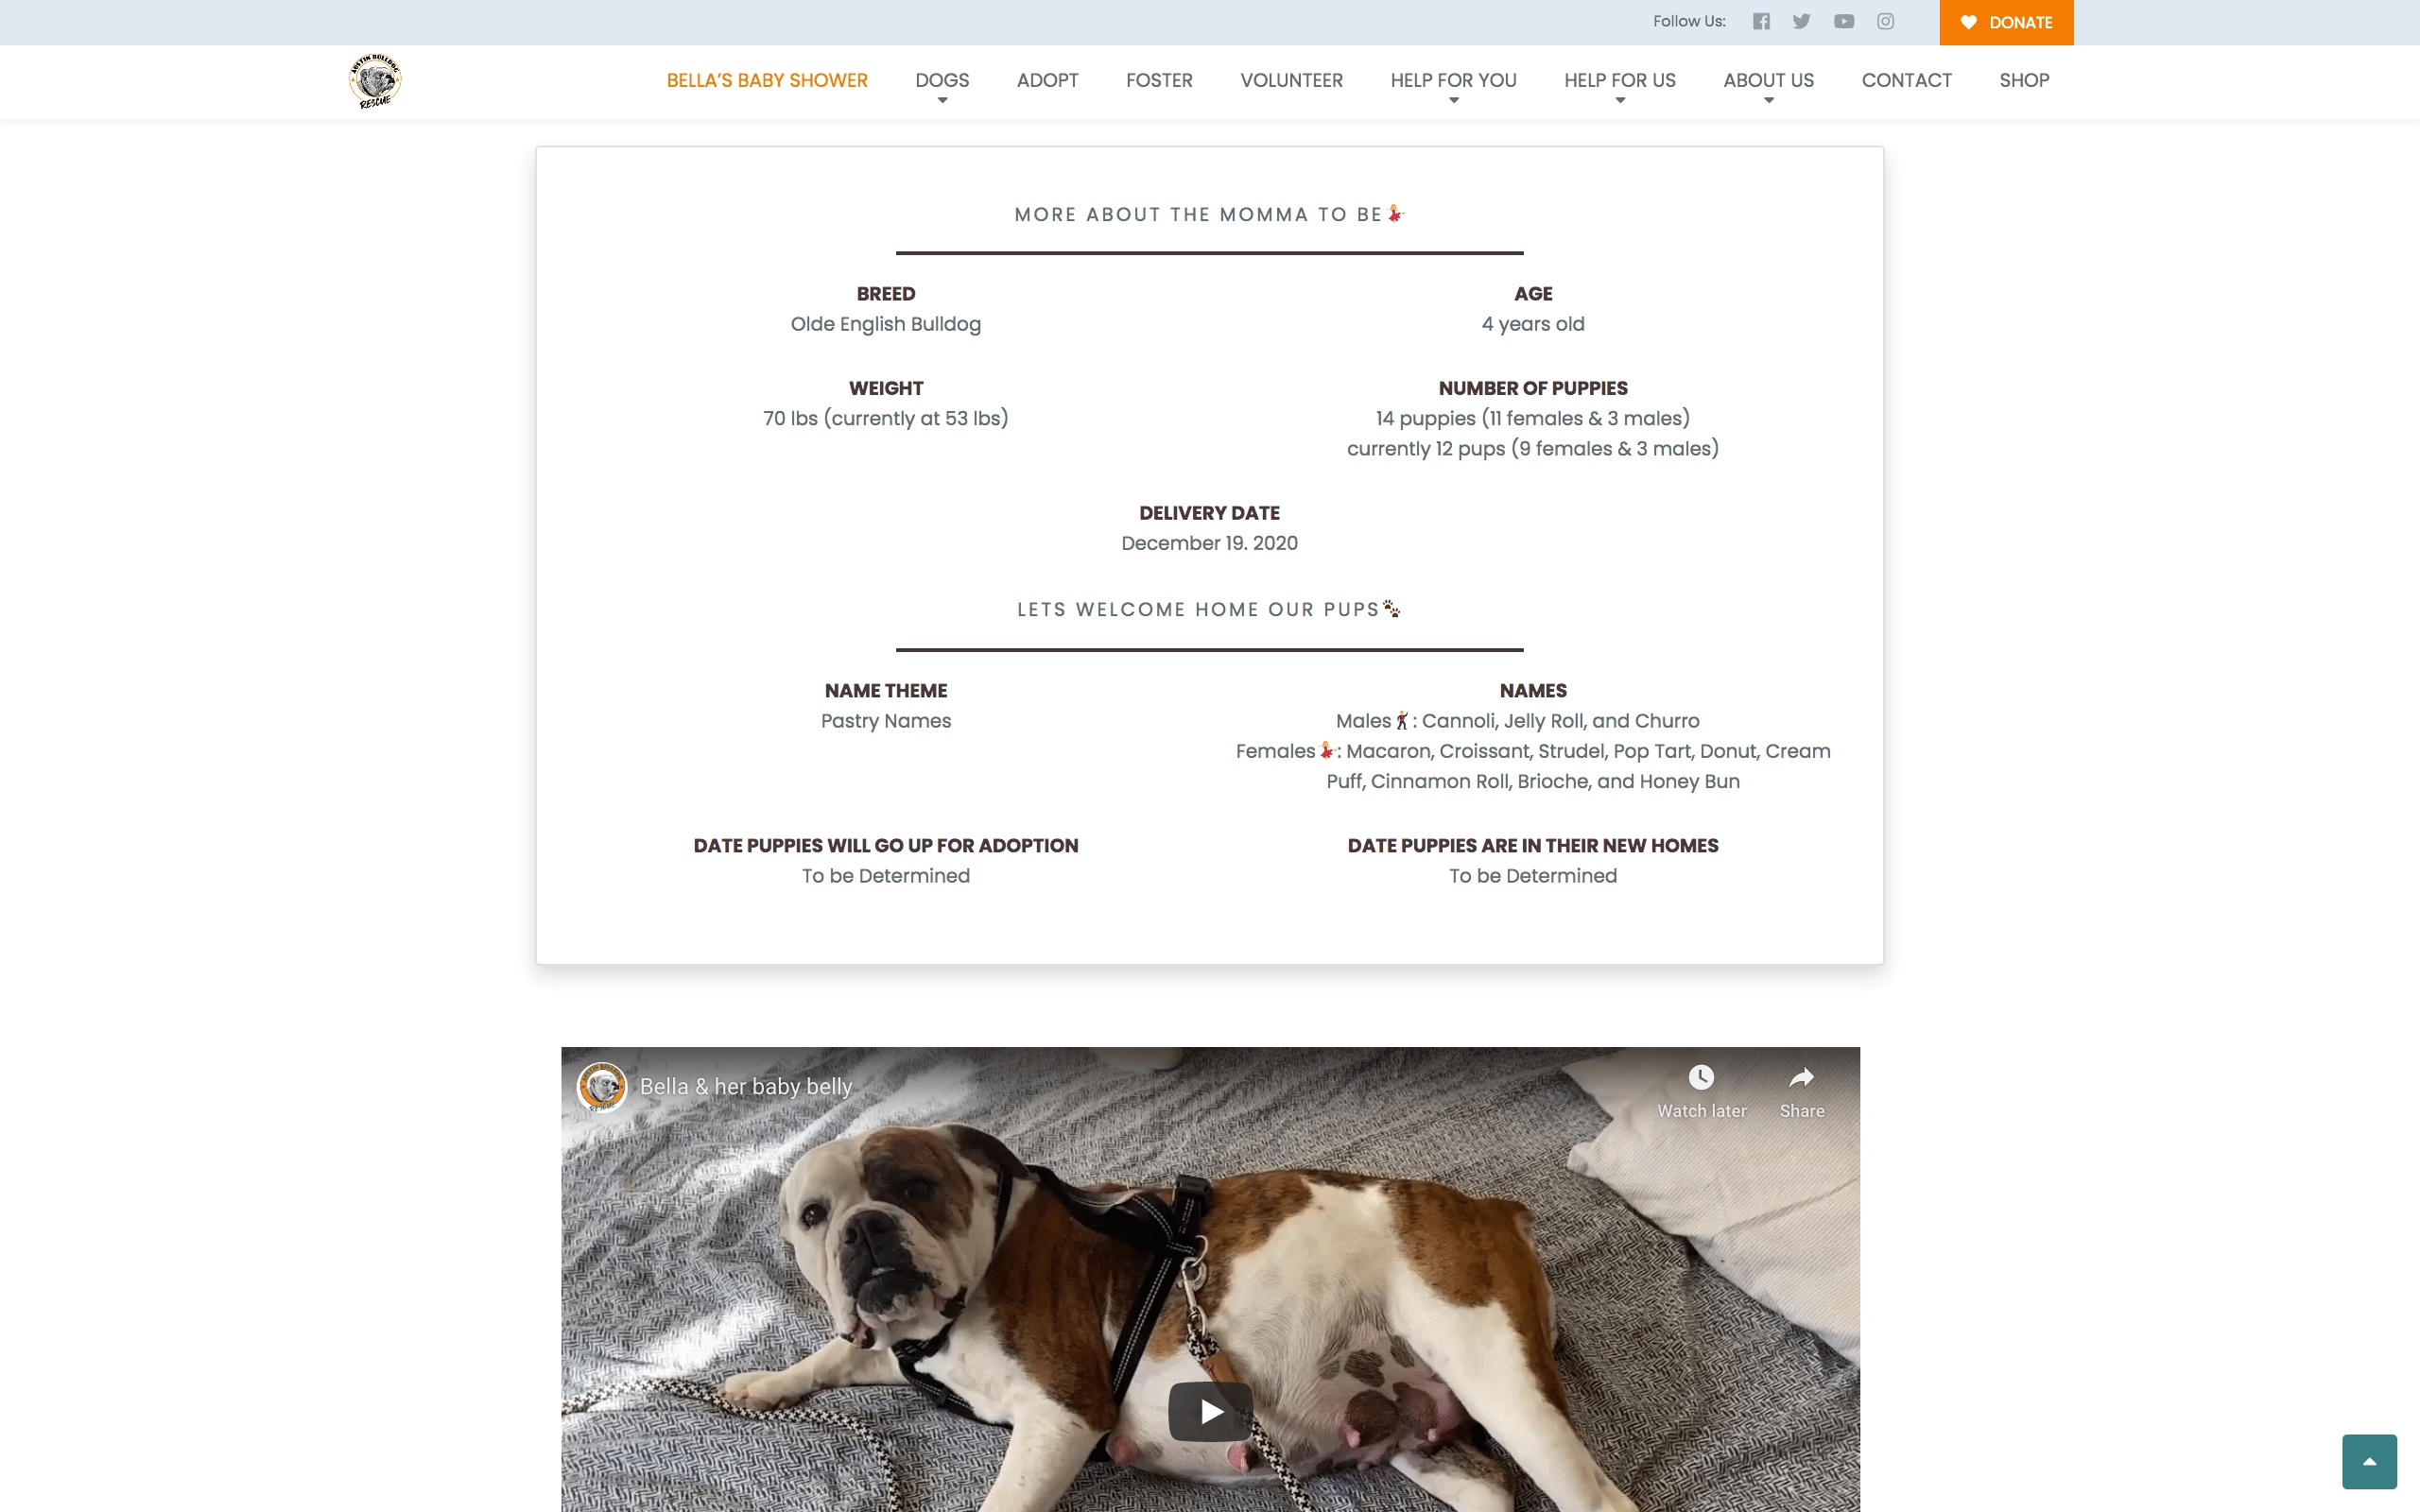 Follow Us:
DONATE
AUSTIN BULLDOG
RESCUE
BELLA'S BABY SHOWER
DOGS
ADOPT
FOSTER
VOLUNTEER
HELP FOR YOU
HELP FOR US
ABOUT US
CONTACT
SHOP
MORE ABOUT THE MOMMA TO BE💃
BREED
Olde English Bulldog
AGE
4 years old
WEIGHT
70 lbs (currently at 53 lbs)
NUMBER OF PUPPIES
14 puppies (11 females & 3 males)
currently 12 pups (9 females & 3 males)
DELIVERY DATE
December 19. 2020
LETS WELCOME HOME OUR PUPS🐾
NAME THEME
Pastry Names
NAMES
Males🕺: Cannoli, Jelly Roll, and Churro
Females💃: Macaron, Croissant, Strudel, Pop Tart, Donut, Cream
Puff, Cinnamon Roll, Brioche, and Honey Bun
DATE PUPPIES WILL GO UP FOR ADOPTION
To be Determined
DATE PUPPIES ARE IN THEIR NEW HOMES
To be Determined
AUSTIN BULLDOG
RESCUE
Bella & her baby belly
Watch later
Share